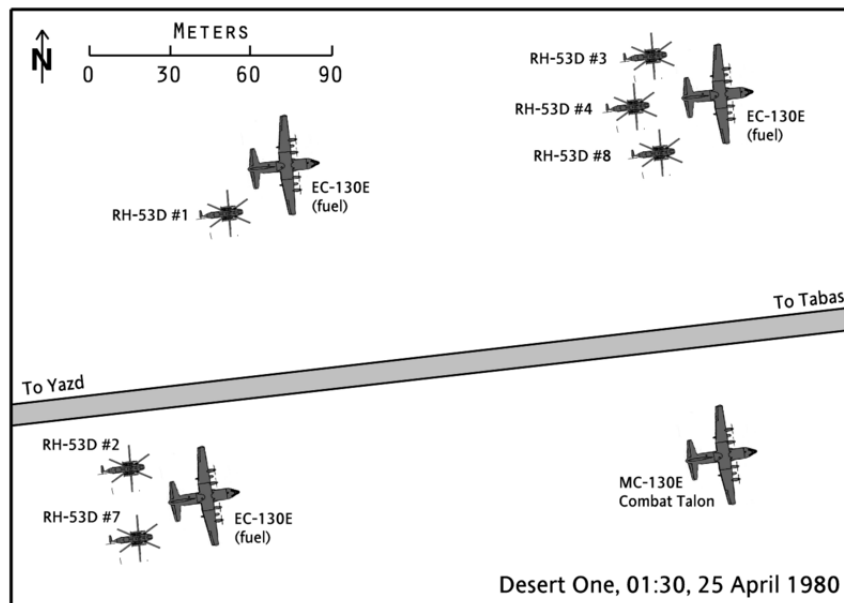 METERS
N
0 30 60 90
RH-53D #3
RH-53D #4
RH-53D #8
EC-130E
(fuel)
RH-53D #1
EC-130E
(fuel)
To Tabas
To Yazd
RH-53D #2
RH-53D #7
EC-130E
(fuel)
MC-130E
Combat Talon
Desert One, 01:30, 25 April 1980